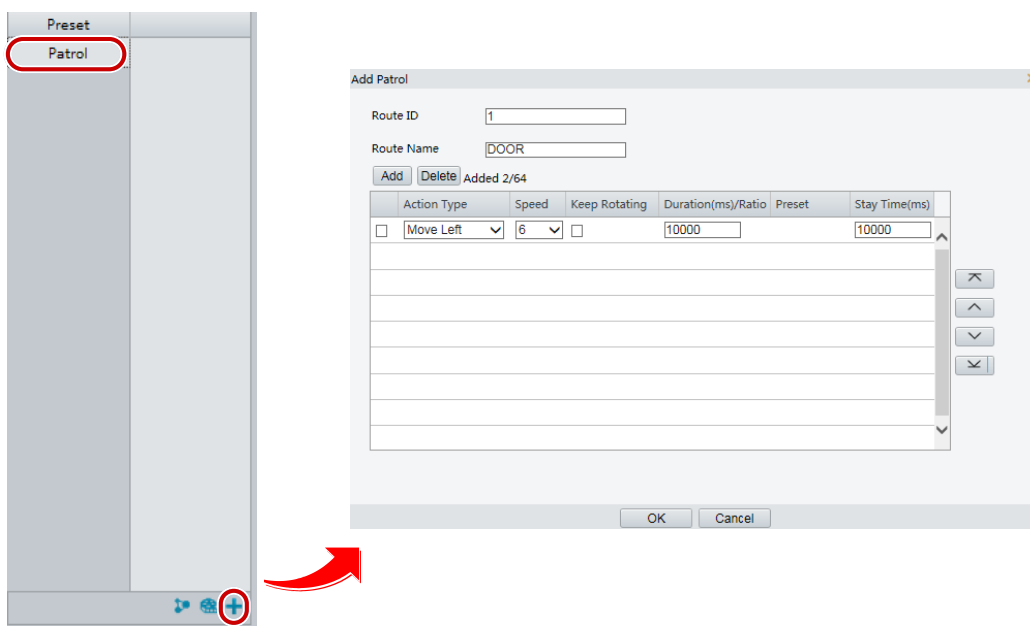 Preset
Patrol
Add Patrol
Route ID 1
Route Name DOOR
Add Delete Added 2/64
Action Type Speed Keep Rotating Duration(ms)/Ratio Preset Stay Time(ms)
Move Left 6 10000 10000
OK Cancel